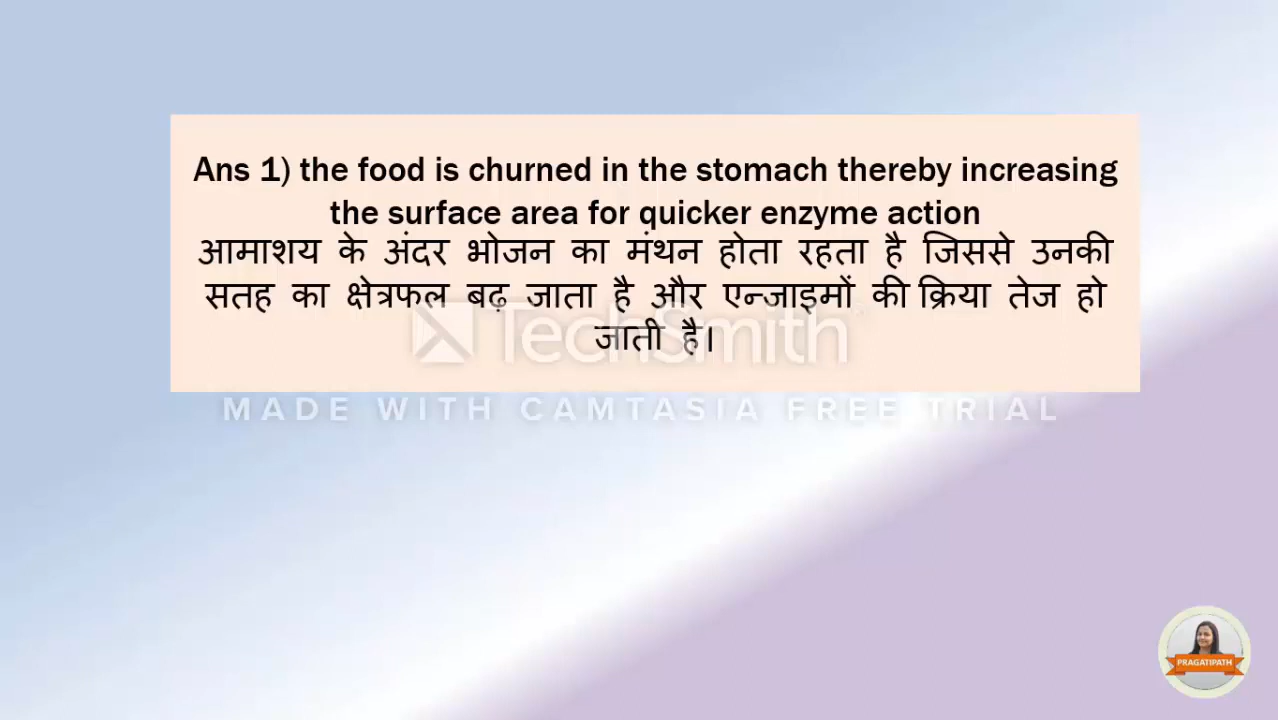 Ans 1) the food is churned in the stomach thereby increasing
the surface area for quicker enzyme action
आमाशय के अंदर भोजन का मंथन होता रहता है जिससे उनकी
सतह का क्षेत्रफल बढ़ जाता है और एन्जाइमों की क्रिया तेज हो
जाती है।
TechSmith
MADE WITH CAMTASIA FREE TRIAL
PRAGATIPATH